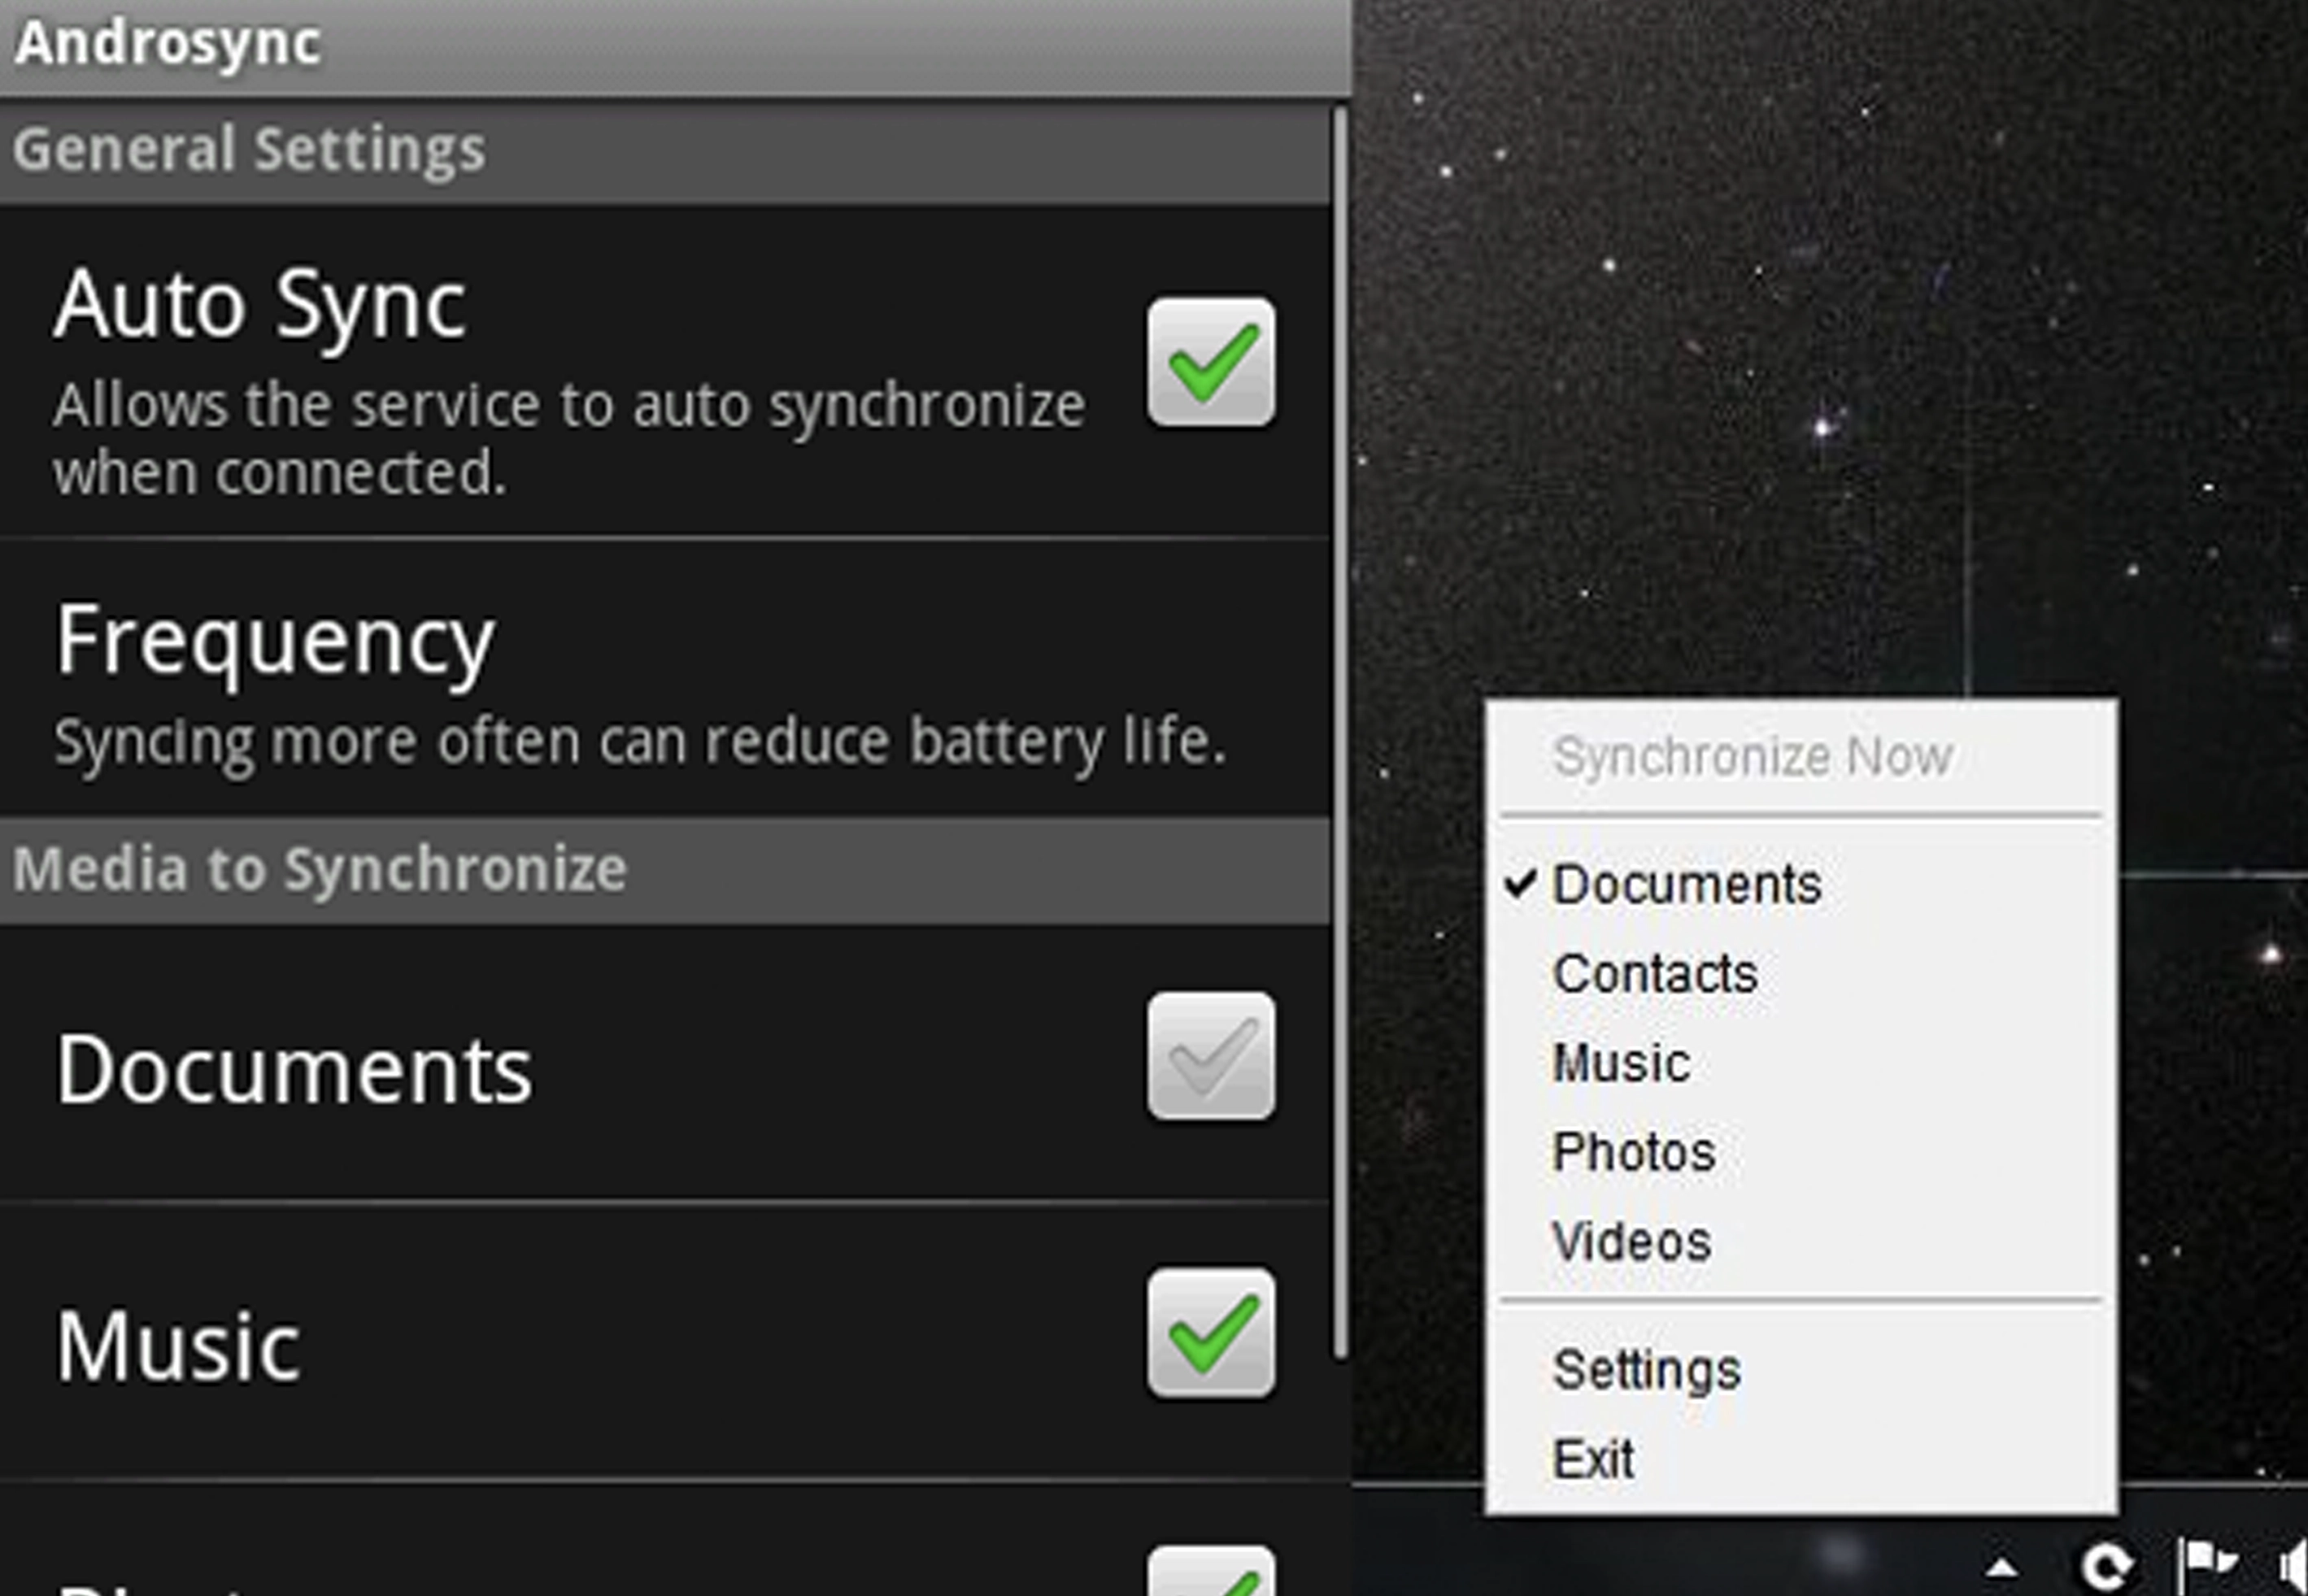 Androsync
General Settings
Auto Sync
Allows the service to auto synchronize
when connected.
Frequency
Syncing more often can reduce battery life.
Media to Synchronize
Documents
Music
Synchronize Now
Documents
Contacts
Music
Photos
Videos
Settings
Exit